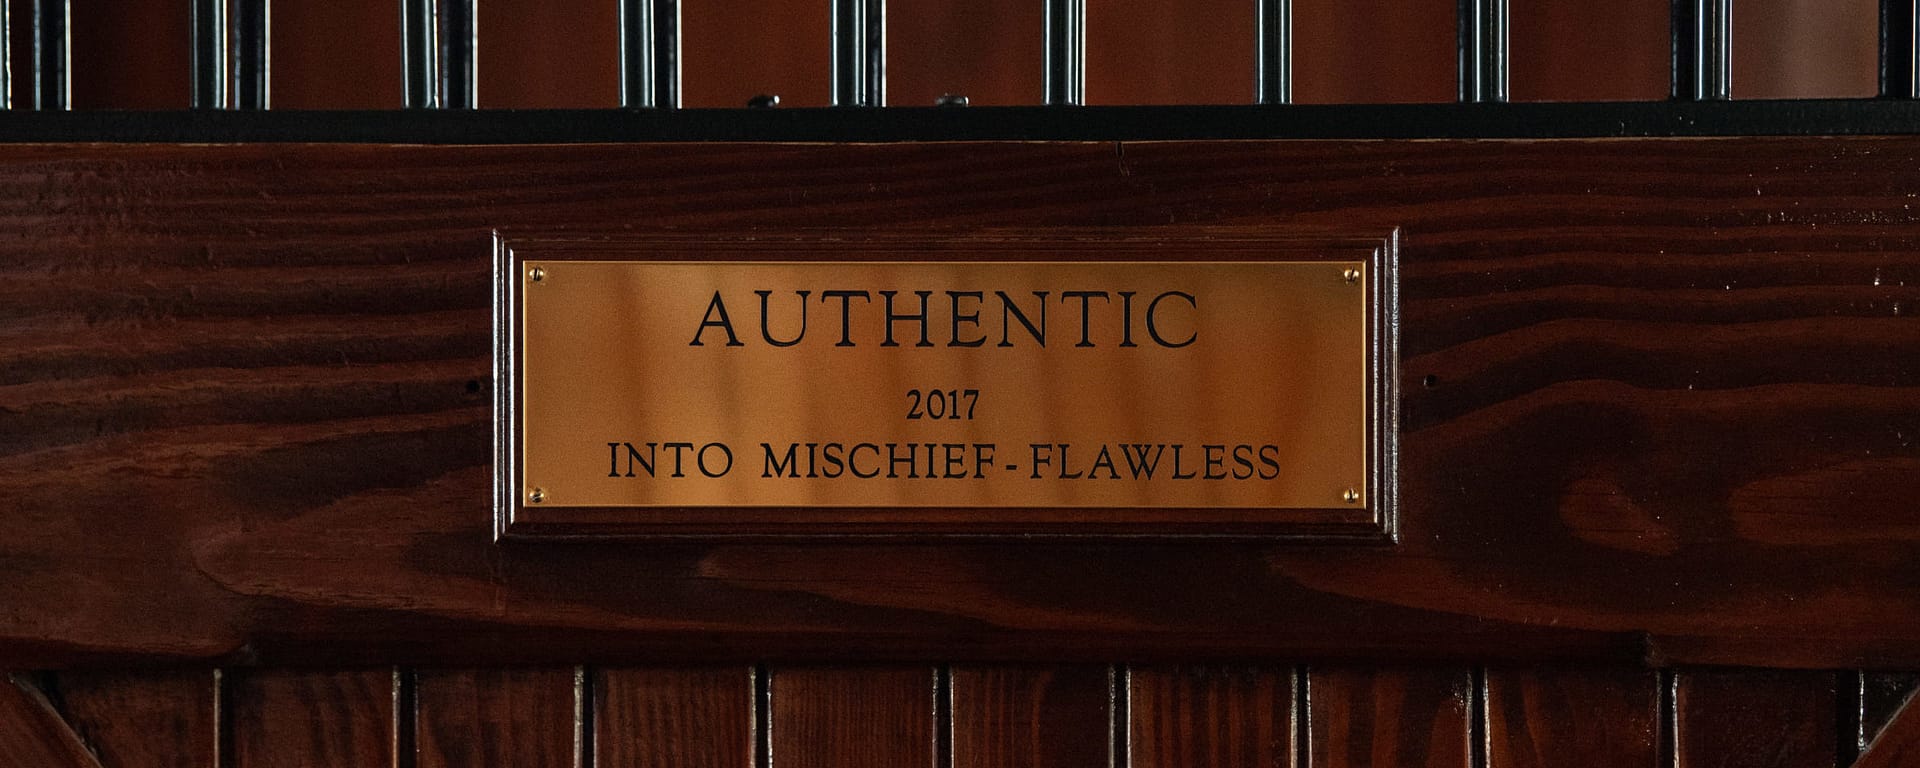 AUTHENTIC
2017
INTO MISCHIEF-FLAWLESS